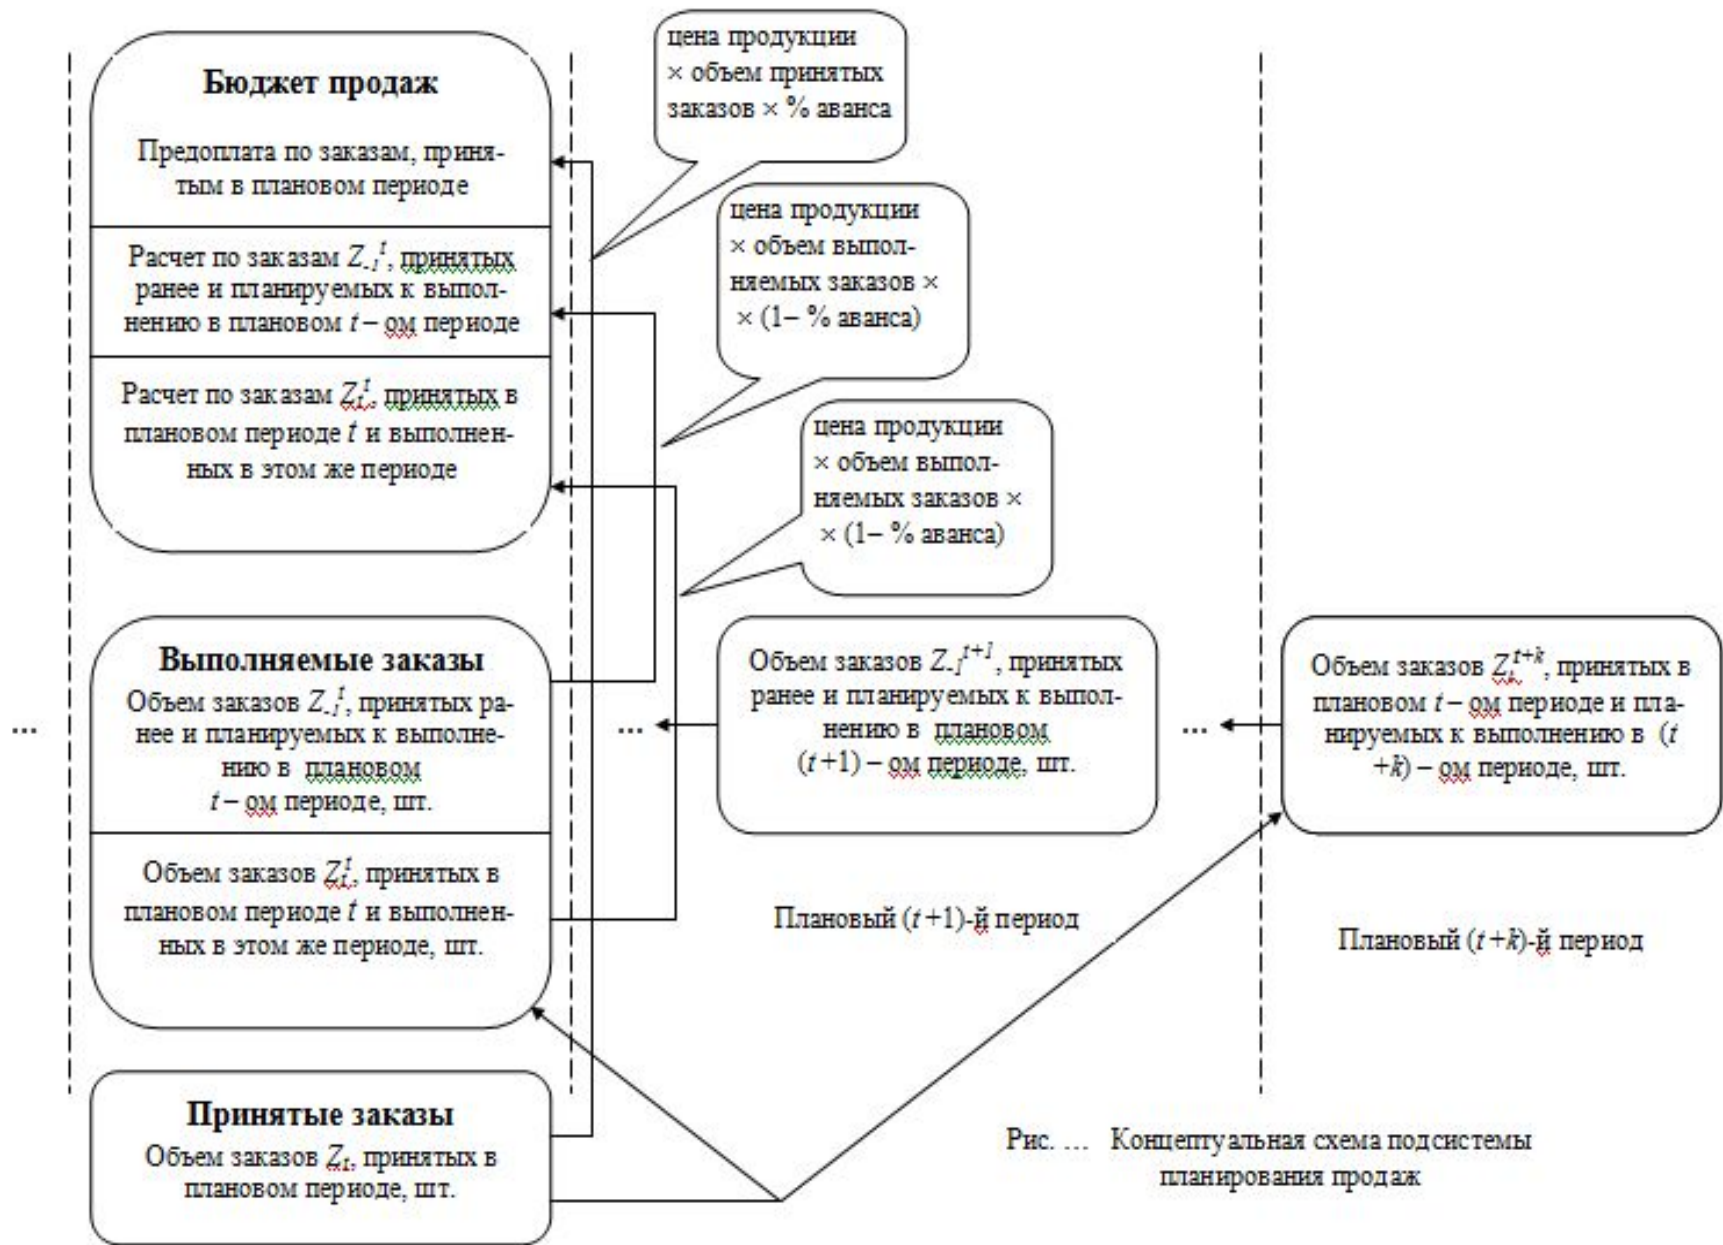 Бюджет продаж
Предоплата по заказам, приня-
тым в плановом периоде
Расчет по заказам Z₋₁ᵗ, принятых
ранее и планируемых к выпол-
нению в плановом t – ом периоде
Расчет по заказам Zₜᵗ, принятых в
плановом периоде t и выполнен-
ных в этом же периоде
цена продукции
× объем принятых
заказов × % аванса
цена продукции
× объем выпол-
няемых заказов ×
× (1– % аванса)
цена продукции
× объем выпол-
няемых заказов ×
× (1– % аванса)
...
Выполняемые заказы
Объем заказов Z₋₁ᵗ, принятых ра-
нее и планируемых к выполне-
нию в плановом
t – ом периоде, шт.
Объем заказов Zₜᵗ, принятых в
плановом периоде t и выполнен-
ных в этом же периоде, шт.
...
Объем заказов Z₋₁ᵗ⁺¹, принятых
ранее и планируемых к выпол-
нению в плановом
(t+1) – ом периоде, шт.
...
Объем заказов Zₜᵗ⁺ᵏ, принятых в
плановом t – ом периоде и пла-
нируемых к выполнению в (t
+k) – ом периоде, шт.
Плановый (t+1)-й период
Плановый (t+k)-й период
Принятые заказы
Объем заказов Zₜ, принятых в
плановом периоде, шт.
Рис. … Концептуальная схема подсистемы
планирования продаж